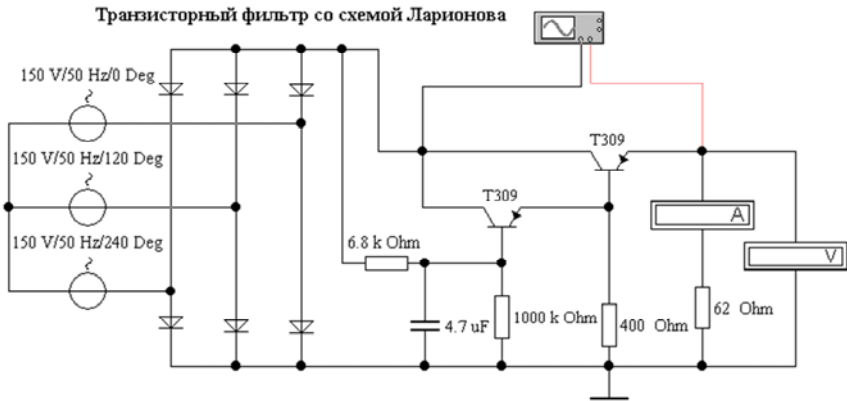 Транзисторный фильтр со схемой Ларионова
150 V/50 Hz/0 Deg
150 V/50 Hz/120 Deg
150 V/50 Hz/240 Deg
T309
T309
A
V
6.8 k Ohm
4.7 uF
1000 k Ohm
400 Ohm
62 Ohm